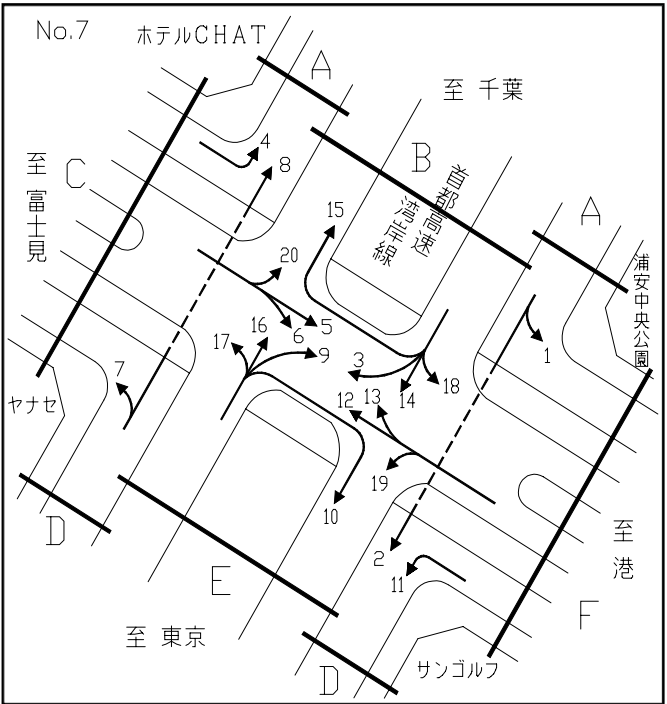 No.7
ホテルCHAT
A
至 千葉
B
首都高速
湾岸線
A
浦安中央公園
至 富士見
C
4
8
15
20
5
6
16
17
9
3
14
18
1
7
12
13
19
10
2
11
ヤナセ
D
E
至 東京
D
サンゴルフ
F
至 港